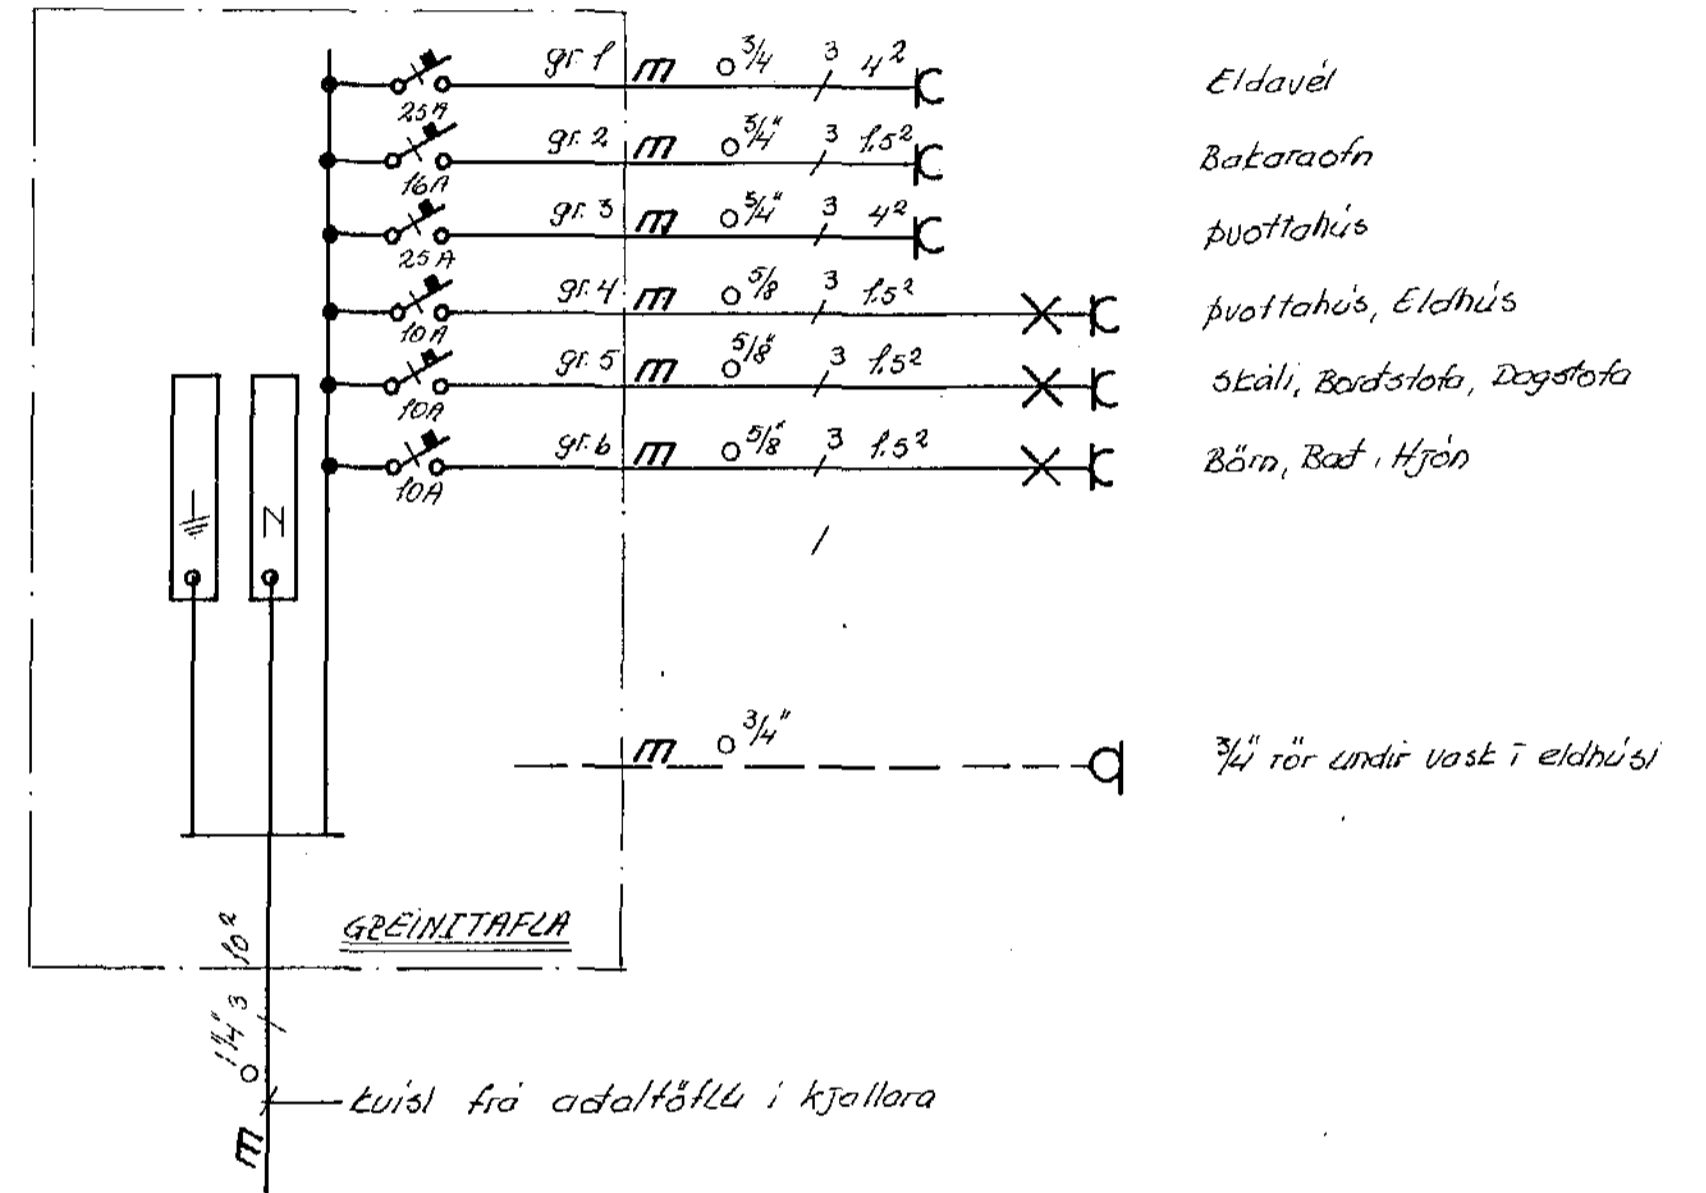 gr. 1 m ○ 3/4 3 4² Eldavél
25A
gr. 2 m ○ 3/4" 3 1.5² Bakaraofn
16A
gr. 3 m ○ 3/4" 3 4² Þvottahús
25A
gr. 4 m ○ 5/8 3 1.5² Þvottahús, Eldhús
10A
gr. 5 m ○ 5/8" 3 1.5² Skáli, Borðstofa, Dagstofa
10A
gr. 6 m ○ 5/8" 3 1.5² Börn, Bað, Hjón
10A
N
m ○ 3/4" 3/4" rör undir vask í eldhúsi
GREINITAFLA
m ○ 1 1/4" 3 10²
kvísl frá aðaltöflu í kjallara